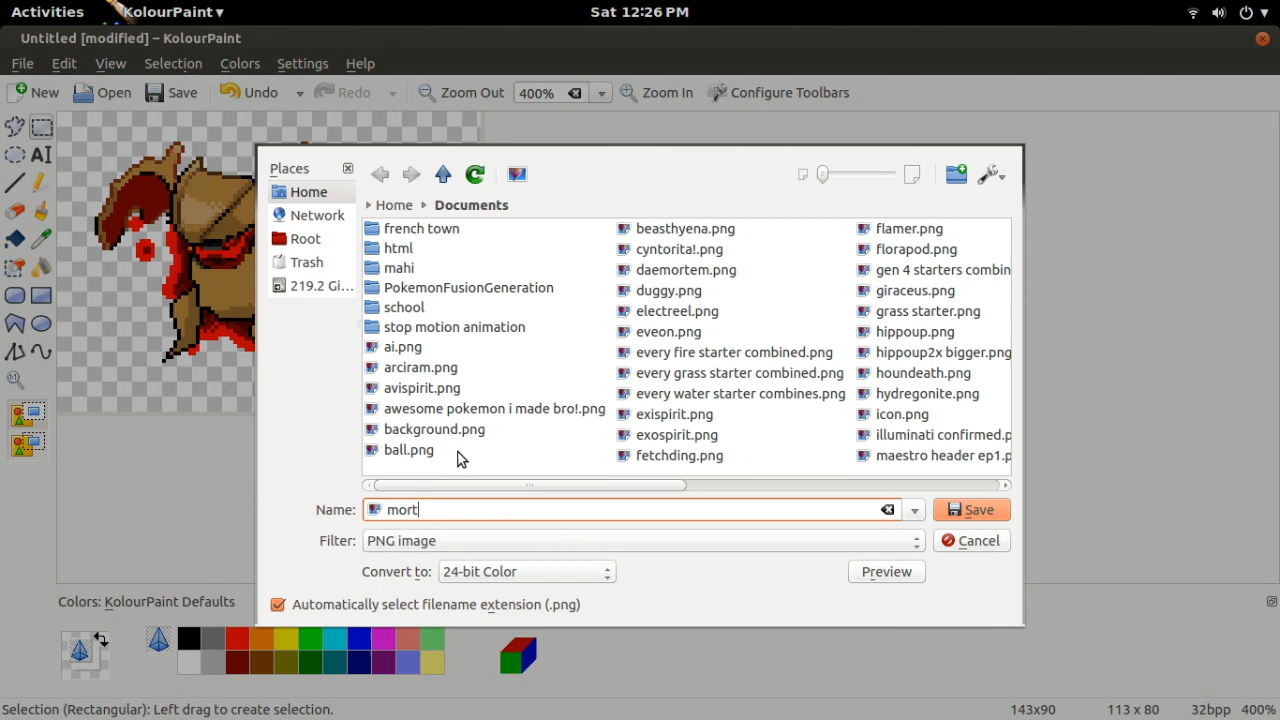 Activities KolourPaint ▾ Sat 12:26 PM
Untitled [modified] – KolourPaint
File Edit View Selection Colors Settings Help
New Open Save Undo Redo Zoom Out 400% Zoom In Configure Toolbars
Places
Home
Network
Root
Trash
219.2 Gi...
Home Documents
french town
html
mahi
PokemonFusionGeneration
school
stop motion animation
ai.png
arciram.png
avispirit.png
awesome pokemon i made bro!.png
background.png
ball.png
beasthyena.png
cyntorita!.png
daemortem.png
duggy.png
electreel.png
eveon.png
every fire starter combined.png
every grass starter combined.png
every water starter combines.png
exispirit.png
exospirit.png
fetchding.png
flamer.png
florapod.png
gen 4 starters combin
giraceus.png
grass starter.png
hippoup.png
hippoup2x bigger.png
houndeath.png
hydregonite.png
icon.png
illuminati confirmed.p
maestro header ep1.p
Name: mort Save
Filter: PNG image Cancel
Convert to: 24-bit Color Preview
Automatically select filename extension (.png)
Colors: KolourPaint Defaults
Selection (Rectangular): Left drag to create selection. 143x90 113 x 80 32bpp 400%